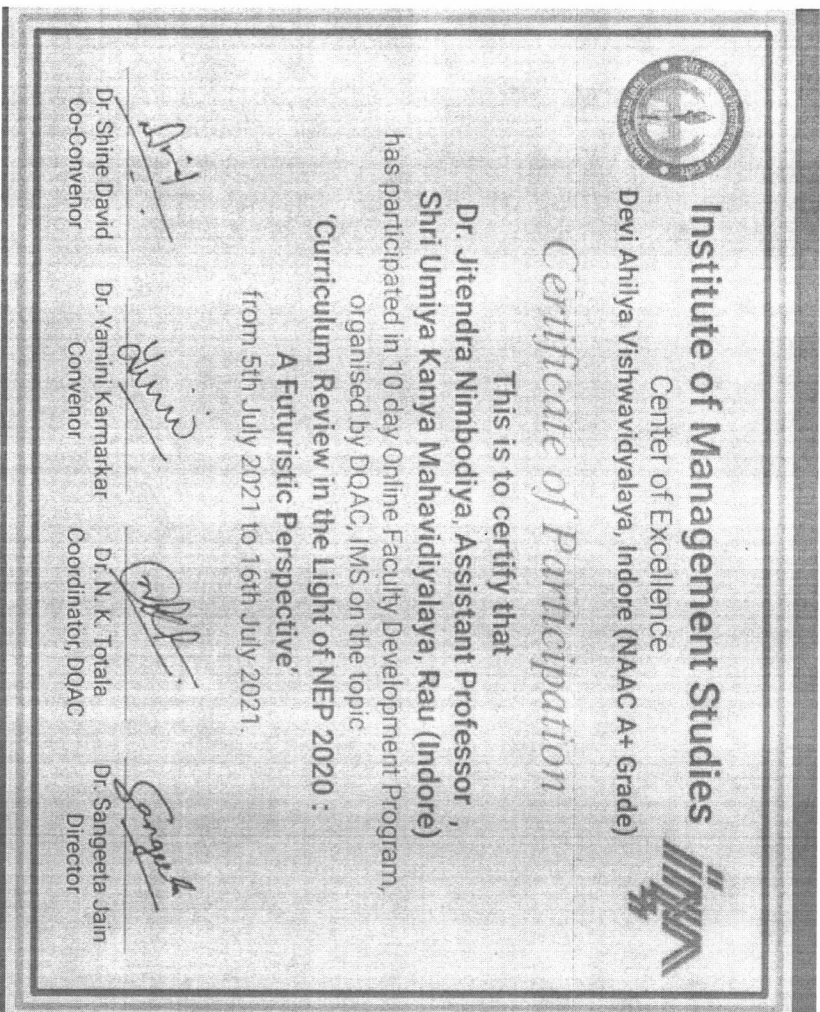 Institute of Management Studies
Center of Excellence
Devi Ahilya Vishwavidyalaya, Indore (NAAC A+ Grade)
Certificate of Participation
This is to certify that
Dr. Jitendra Nimbodiya, Assistant Professor ,
Shri Umiya Kanya Mahavidiyalaya, Rau (Indore)
has participated in 10 day Online Faculty Development Program,
organised by DQAC, IMS on the topic
'Curriculum Review in the Light of NEP 2020 :
A Futuristic Perspective'
from 5th July 2021 to 16th July 2021.
David
Sangeeta
Dr. Shine David
Co-Convenor
Dr. Yamini Karmarkar
Convenor
Dr. N. K. Totala
Coordinator, DQAC
Dr. Sangeeta Jain
Director